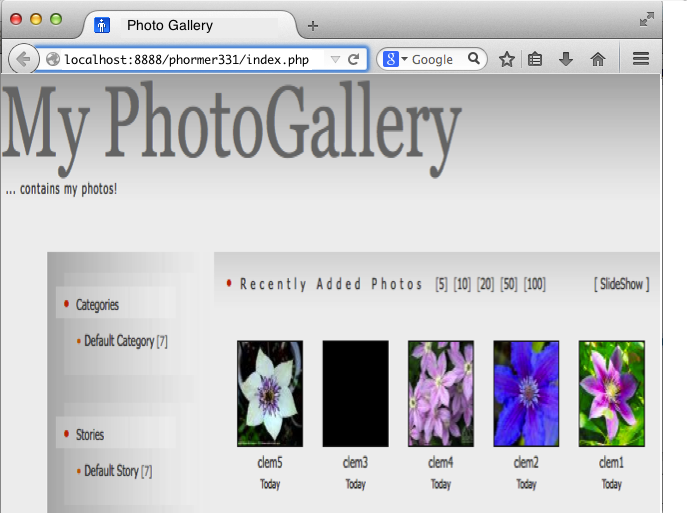 Photo Gallery
localhost:8888/phormer331/index.php
Google
My PhotoGallery
... contains my photos!
Recently Added Photos [5] [10] [20] [50] [100] [ SlideShow ]
Categories
Default Category [7]
Stories
Default Story [7]
clem5 clem3 clem4 clem2 clem1
Today Today Today Today Today